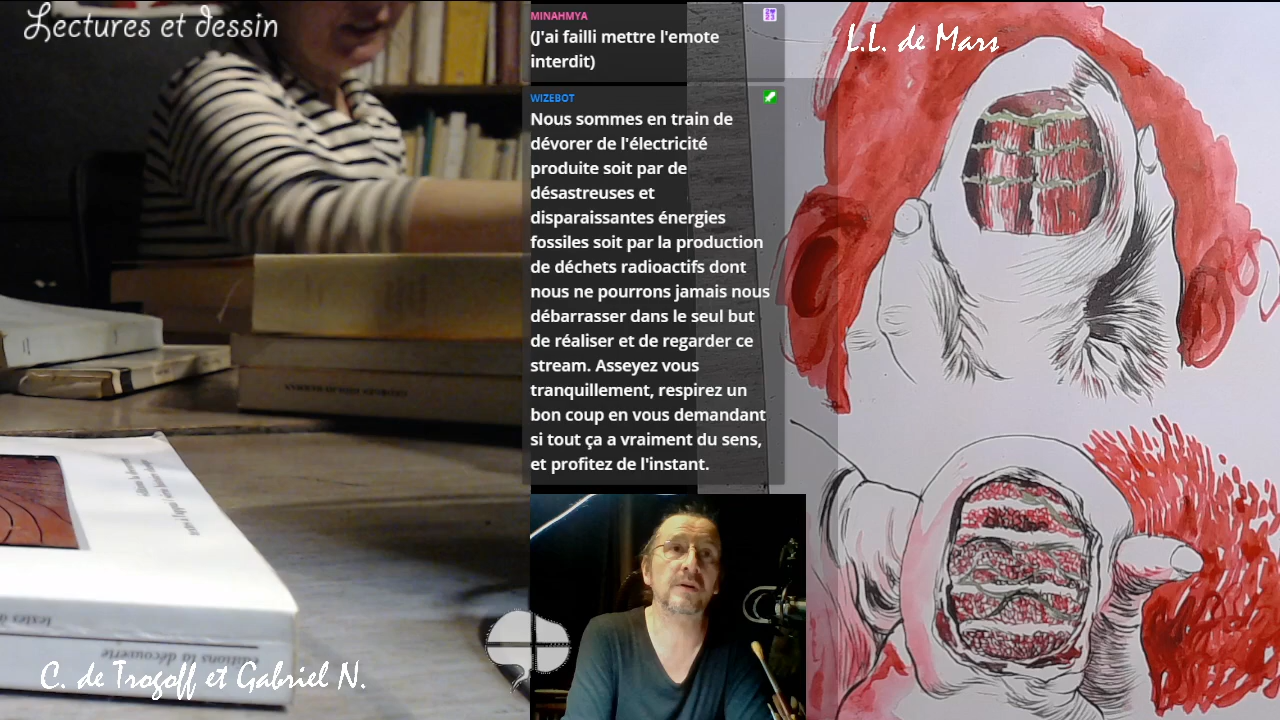 Lectures et dessin
MINAHMYA
(J'ai failli mettre l'emote
interdit)
WIZEBOT
Nous sommes en train de
dévorer de l'électricité
produite soit par de
désastreuses et
disparaissantes énergies
fossiles soit par la production
de déchets radioactifs dont
nous ne pourrons jamais nous
débarrasser dans le seul but
de réaliser et de regarder ce
stream. Asseyez vous
tranquillement, respirez un
bon coup en vous demandant
si tout ça a vraiment du sens,
et profitez de l'instant.
L.L. de Mars
la découverte
C. de Trogoff et Gabriel N.